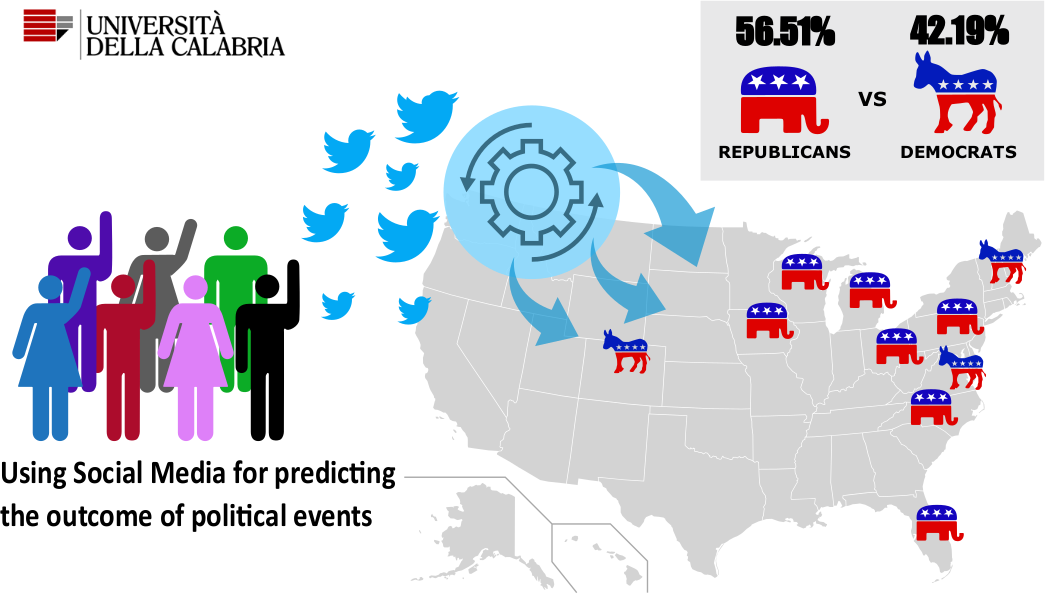 UNIVERSITÀ
DELLA CALABRIA
56.51%
42.19%
VS
REPUBLICANS
DEMOCRATS
Using Social Media for predicting
the outcome of political events